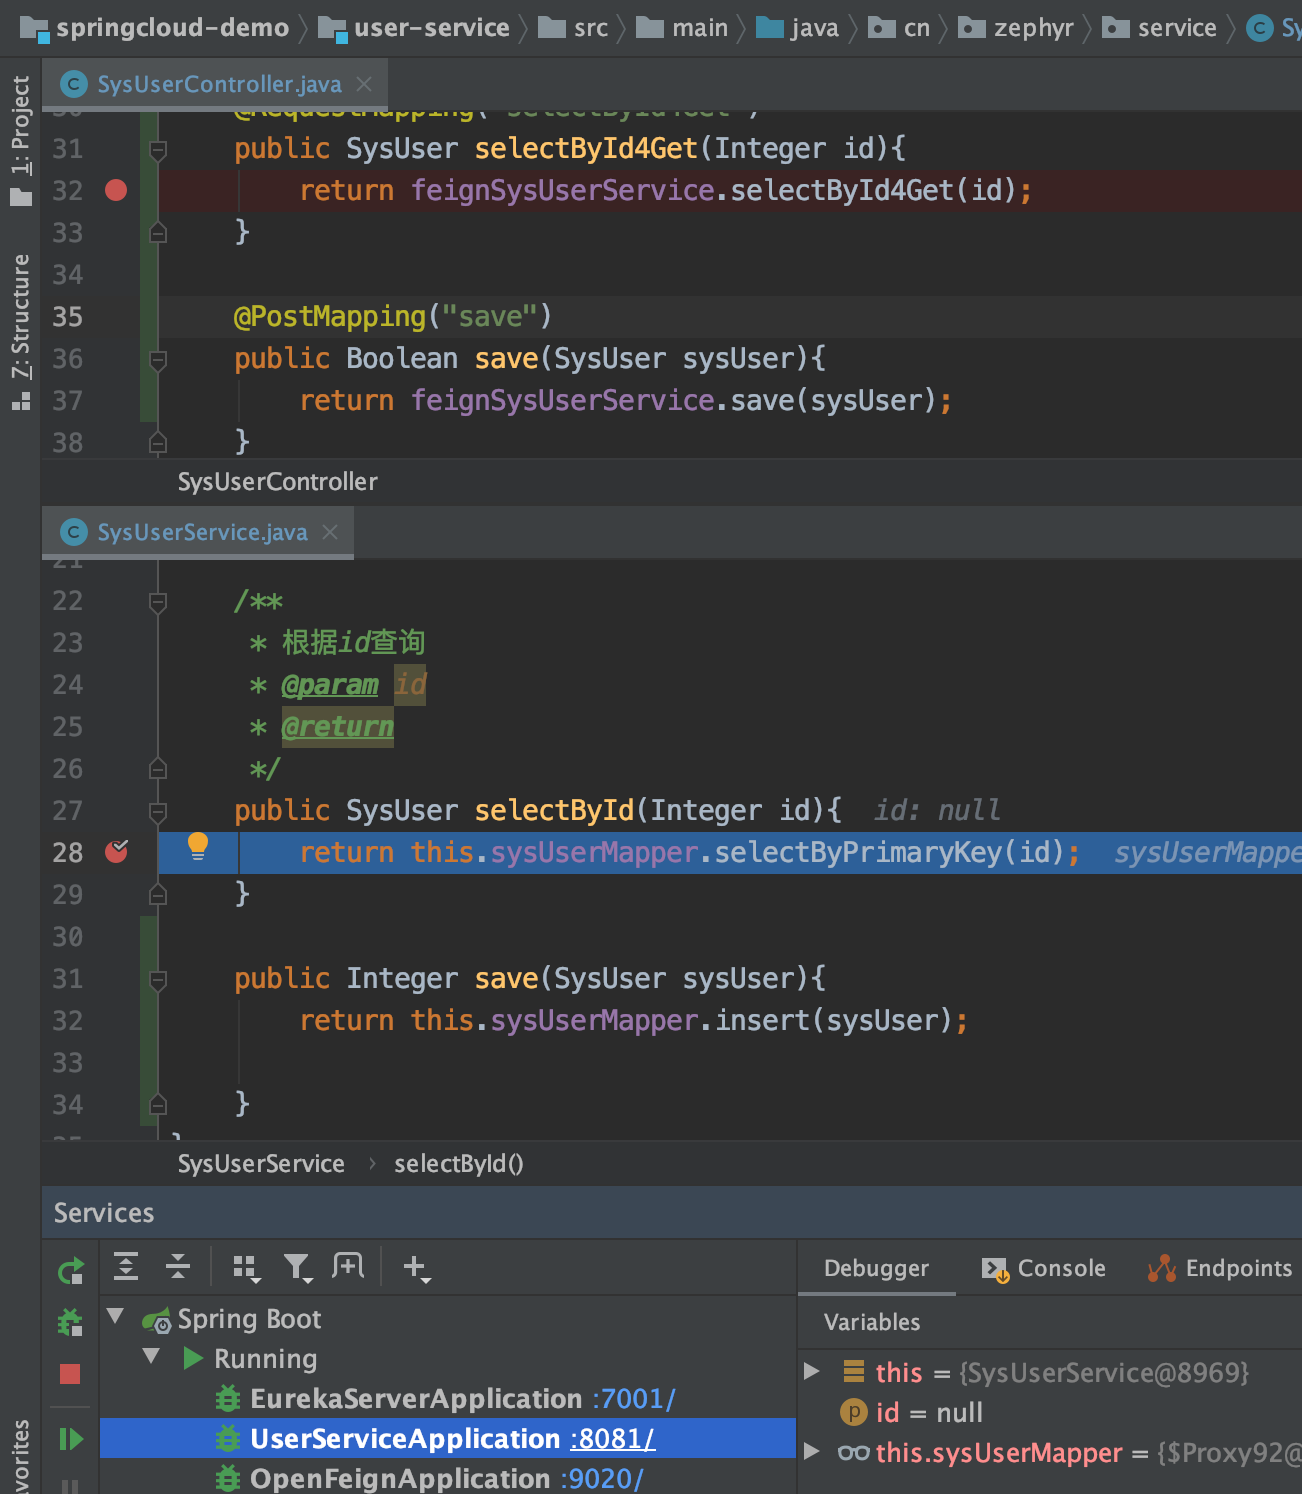 springcloud-demo user-service src main java cn zephyr service
1: Project
Z: Structure
SysUserController.java
30 @RequestMapping("selectById4Get")
31 public SysUser selectById4Get(Integer id){
32 return feignSysUserService.selectById4Get(id);
33 }
34
35 @PostMapping("save")
36 public Boolean save(SysUser sysUser){
37 return feignSysUserService.save(sysUser);
38 }
SysUserController
SysUserService.java
21
22 /**
23 * 根据id查询
24 * @param id
25 * @return
26 */
27 public SysUser selectById(Integer id){ id: null
28 return this.sysUserMapper.selectByPrimaryKey(id); sysUserMappe
29 }
30
31 public Integer save(SysUser sysUser){
32 return this.sysUserMapper.insert(sysUser);
33
34 }
35 }
SysUserService selectById()
Services
Debugger Console Endpoints
Variables
Spring Boot
Running
EurekaServerApplication :7001/
UserServiceApplication :8081/
OpenFeignApplication :9020/
this = {SysUserService@8969}
id = null
this.sysUserMapper = {$Proxy92@
avorites